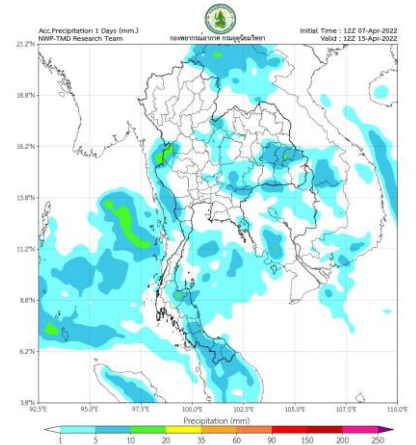 Acc.Precipitation 1 Days (mm.)
NWP-TMD Research Team
กองพยากรณ์อากาศ กรมอุตุนิยมวิทยา
Initial Time : 12Z 07-Apr-2022
Valid : 12Z 15-Apr-2022
21.2°N
18.8°N
16.2°N
13.8°N
11.2°N
8.8°N
6.2°N
3.8°N
92.5°E 95.0°E 97.5°E 100.0°E 102.5°E 105.0°E 107.5°E 110.0°E
Precipitation (mm)
1 5 10 20 35 60 90 150 200 250